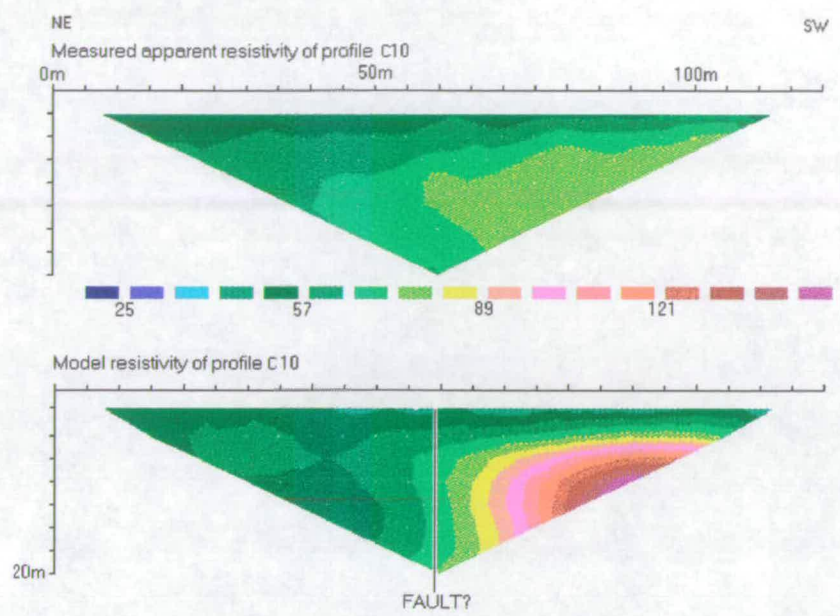 NE SW
Measured apparent resistivity of profile C10
0m 50m 100m
25 57 89 121
Model resistivity of profile C10
20m
FAULT?